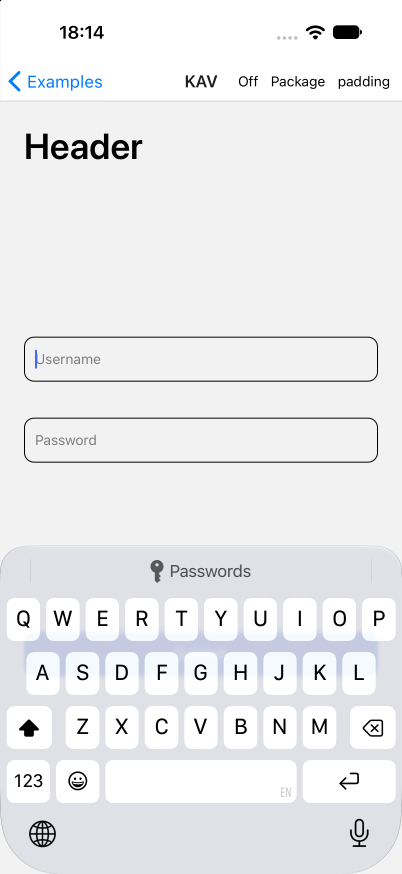 18:14
Examples KAV Off Package padding
Header
Username
Password
Passwords
Q W E R T Y U I O P
A S D F G H J K L
Z X C V B N M
123 EN